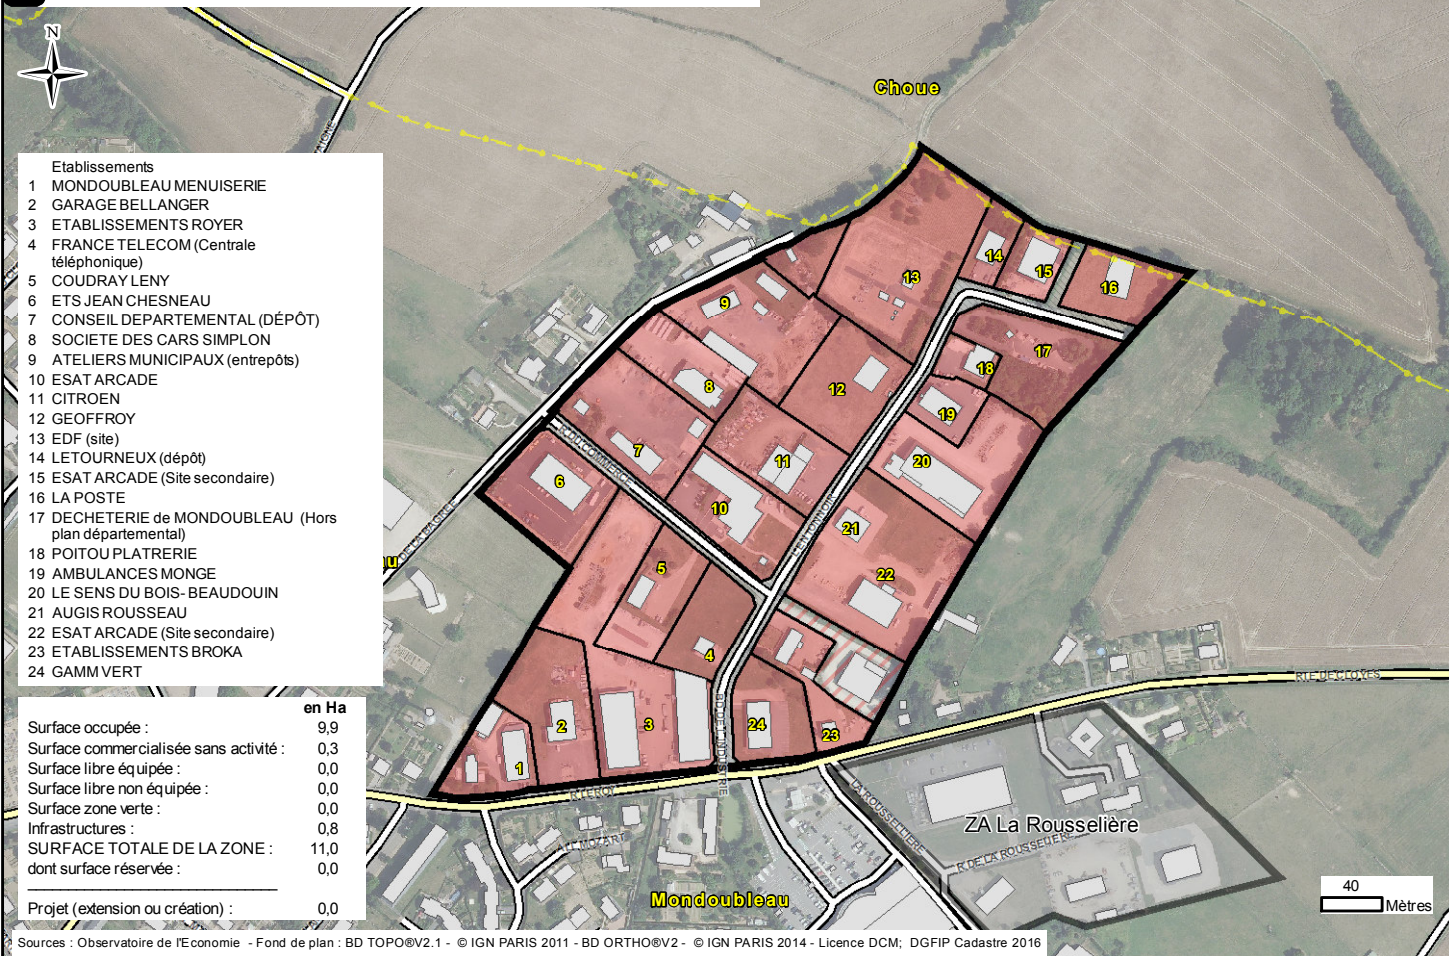 N
Choue
Etablissements
1 MONDOUBLEAU MENUISERIE
2 GARAGE BELLANGER
3 ETABLISSEMENTS ROYER
4 FRANCE TELECOM (Centrale
téléphonique)
5 COUDRAY LENY
6 ETS JEAN CHESNEAU
7 CONSEIL DEPARTEMENTAL (DÉPÔT)
8 SOCIETE DES CARS SIMPLON
9 ATELIERS MUNICIPAUX (entrepôts)
10 ESAT ARCADE
11 CITROEN
12 GEOFFROY
13 EDF (site)
14 LETOURNEUX (dépôt)
15 ESAT ARCADE (Site secondaire)
16 LA POSTE
17 DECHETERIE de MONDOUBLEAU (Hors
plan départemental)
18 POITOU PLATRERIE
19 AMBULANCES MONGE
20 LE SENS DU BOIS- BEAUDOUIN
21 AUGIS ROUSSEAU
22 ESAT ARCADE (Site secondaire)
23 ETABLISSEMENTS BROKA
24 GAMM VERT
en Ha
Surface occupée : 9,9
Surface commercialisée sans activité : 0,3
Surface libre équipée : 0,0
Surface libre non équipée : 0,0
Surface zone verte : 0,0
Infrastructures : 0,8
SURFACE TOTALE DE LA ZONE : 11,0
dont surface réservée : 0,0
Projet (extension ou création) : 0,0
13
14
15
16
9
17
18
8
12
19
7
11
20
6
10
21
5
22
4
2
3
24
23
1
R DU COMMERCE
L'ENTONNOIR
BD DE L'INDUSTRIE
R LEROY
RTE DE CLOYES
ALL MOZART
LA ROUSSELLIERE
R DE LA ROUSSELIERE
ZA La Rousselière
Mondoubleau
40
Mètres
Sources : Observatoire de l'Economie - Fond de plan : BD TOPO®V2.1 - © IGN PARIS 2011 - BD ORTHO®V2 - © IGN PARIS 2014 - Licence DCM; DGFIP Cadastre 2016